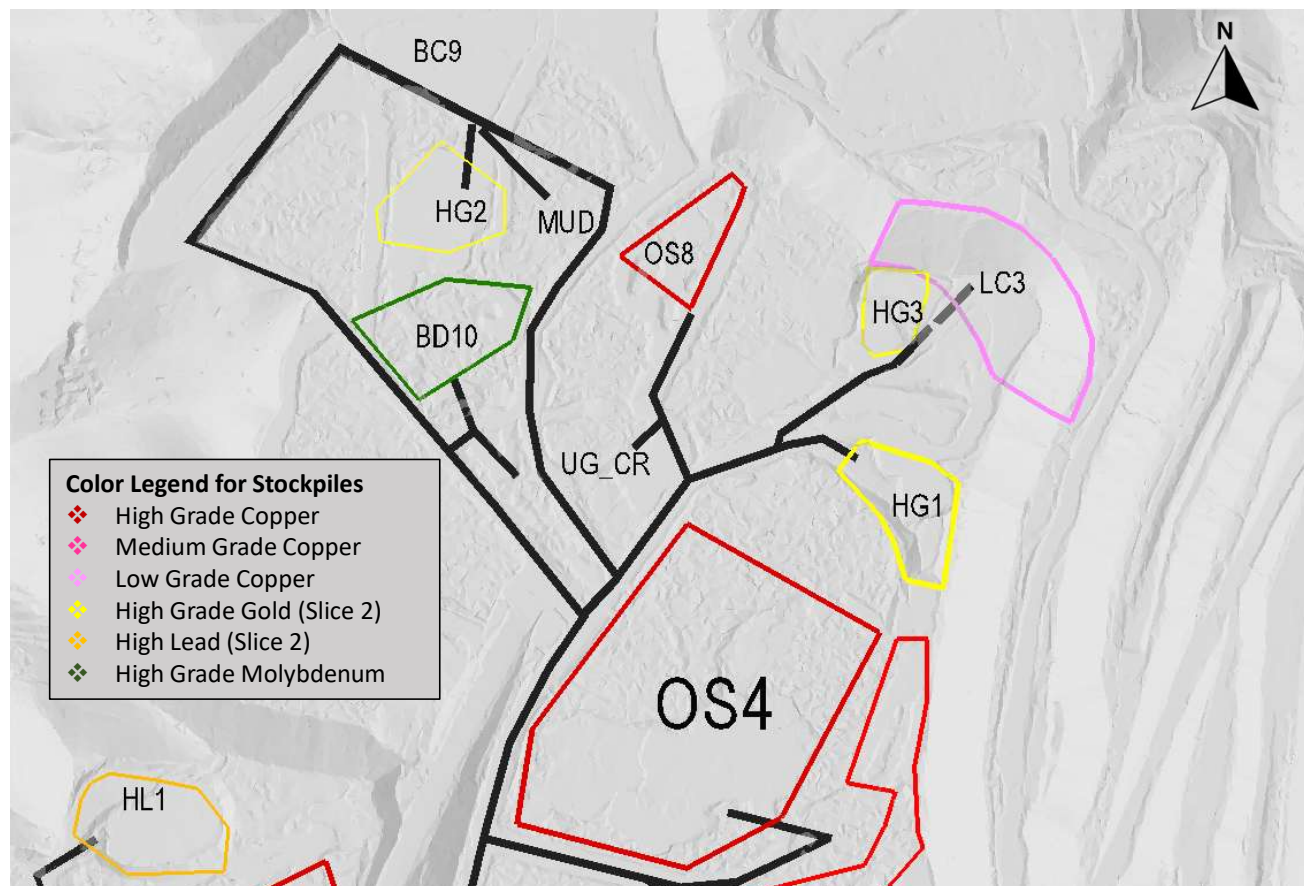 N
BC9
HG2
MUD
OS8
LC3
HG3
BD10
UG_CR
HG1
Color Legend for Stockpiles
High Grade Copper
Medium Grade Copper
Low Grade Copper
High Grade Gold (Slice 2)
High Lead (Slice 2)
High Grade Molybdenum
OS4
HL1